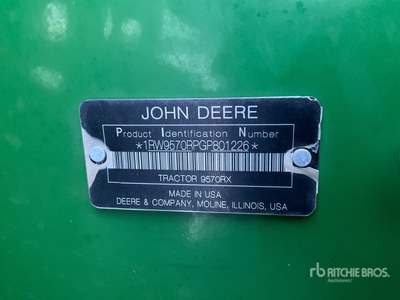 JOHN DEERE
Product Identification Number
*1RW9570RPGP801226*
TRACTOR 9570RX
MADE IN USA
DEERE & COMPANY, MOLINE, ILLINOIS, USA
rb RITCHIE BROS.
Auctioneers